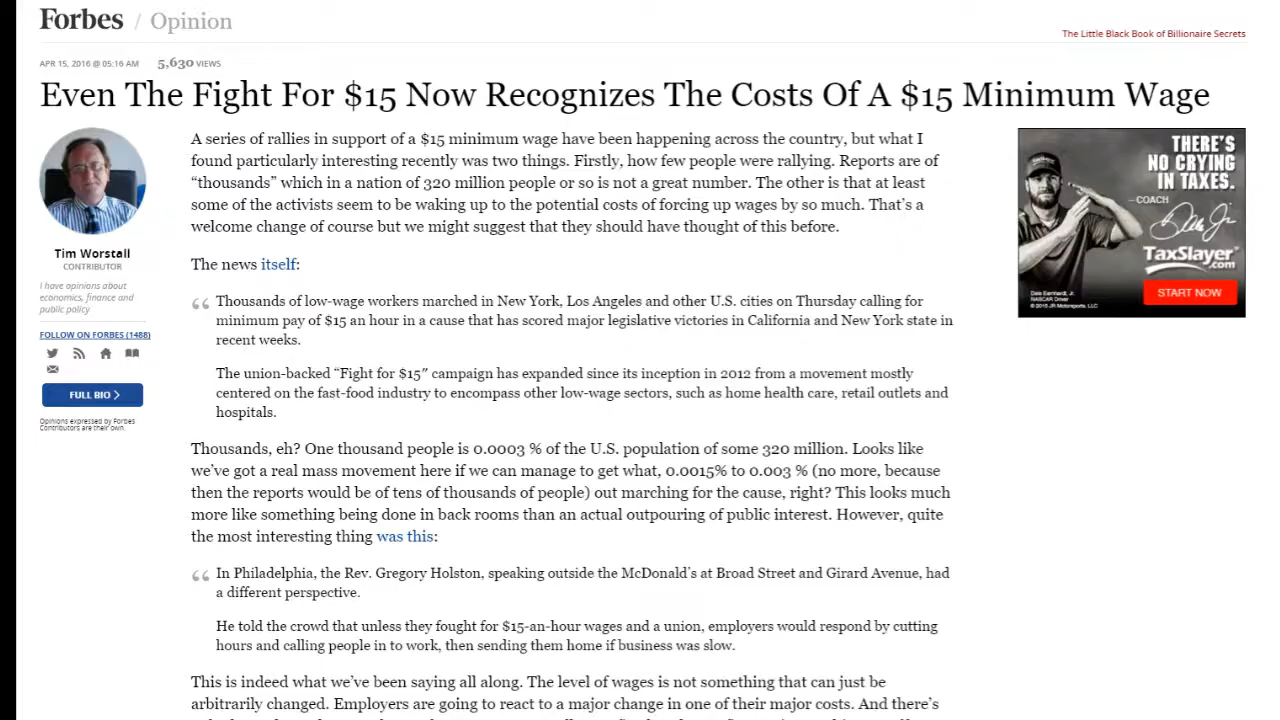 Forbes / Opinion
The Little Black Book of Billionaire Secrets
APR 15, 2016 @ 05:16 AM 5,630 VIEWS
Even The Fight For $15 Now Recognizes The Costs Of A $15 Minimum Wage
Tim Worstall
CONTRIBUTOR
I have opinions about
economics, finance and
public policy
FOLLOW ON FORBES (1488)
FULL BIO >
Opinions expressed by Forbes
Contributors are their own.
A series of rallies in support of a $15 minimum wage have been happening across the country, but what I
found particularly interesting recently was two things. Firstly, how few people were rallying. Reports are of
“thousands” which in a nation of 320 million people or so is not a great number. The other is that at least
some of the activists seem to be waking up to the potential costs of forcing up wages by so much. That’s a
welcome change of course but we might suggest that they should have thought of this before.
The news itself:
“ Thousands of low-wage workers marched in New York, Los Angeles and other U.S. cities on Thursday calling for
minimum pay of $15 an hour in a cause that has scored major legislative victories in California and New York state in
recent weeks.
The union-backed “Fight for $15″ campaign has expanded since its inception in 2012 from a movement mostly
centered on the fast-food industry to encompass other low-wage sectors, such as home health care, retail outlets and
hospitals.
Thousands, eh? One thousand people is 0.0003 % of the U.S. population of some 320 million. Looks like
we’ve got a real mass movement here if we can manage to get what, 0.0015% to 0.003 % (no more, because
then the reports would be of tens of thousands of people) out marching for the cause, right? This looks much
more like something being done in back rooms than an actual outpouring of public interest. However, quite
the most interesting thing was this:
“ In Philadelphia, the Rev. Gregory Holston, speaking outside the McDonald’s at Broad Street and Girard Avenue, had
a different perspective.
He told the crowd that unless they fought for $15-an-hour wages and a union, employers would respond by cutting
hours and calling people in to work, then sending them home if business was slow.
This is indeed what we’ve been saying all along. The level of wages is not something that can just be
arbitrarily changed. Employers are going to react to a major change in one of their major costs. And there’s
THERE'S
NO CRYING
IN TAXES.
– COACH
TaxSlayer
.com
START NOW
Dale Earnhardt, Jr.
NASCAR Driver